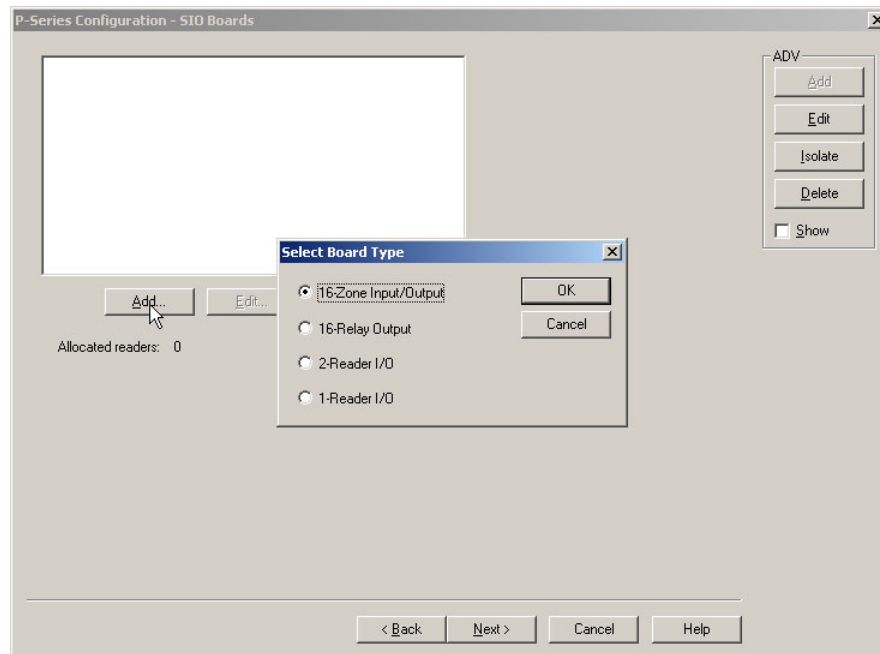 P-Series Configuration - SIO Boards
ADV
Add
Edit
Isolate
Delete
Show
Select Board Type
16-Zone Input/Output
OK
16-Relay Output
Cancel
2-Reader I/O
1-Reader I/O
Add...
Edit...
Allocated readers: 0
< Back
Next >
Cancel
Help